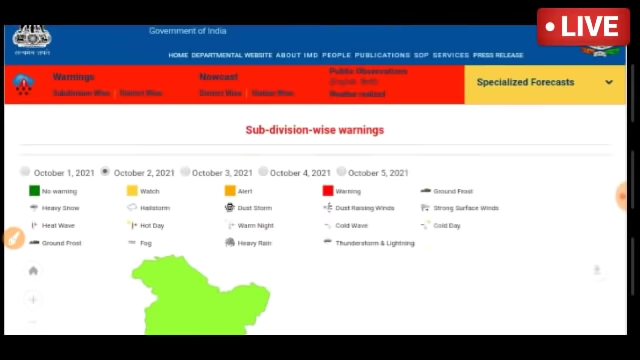 LIVE
Government of India
HOME DEPARTMENTAL WEBSITE ABOUT IMD PEOPLE PUBLICATIONS SOP SERVICES PRESS RELEASE
Warnings
Subdivision Wise | District Wise
Nowcast
District Wise | Station Wise
Public Observations
Weather realized
Specialized Forecasts
Sub-division-wise warnings
October 1, 2021 October 2, 2021 October 3, 2021 October 4, 2021 October 5, 2021
No warning Watch Alert Warning Ground Frost
Heavy Snow Hailstorm Dust Storm Dust Raising Winds Strong Surface Winds
Heat Wave Hot Day Warm Night Cold Wave Cold Day
Ground Frost Fog Heavy Rain Thunderstorm & Lightning